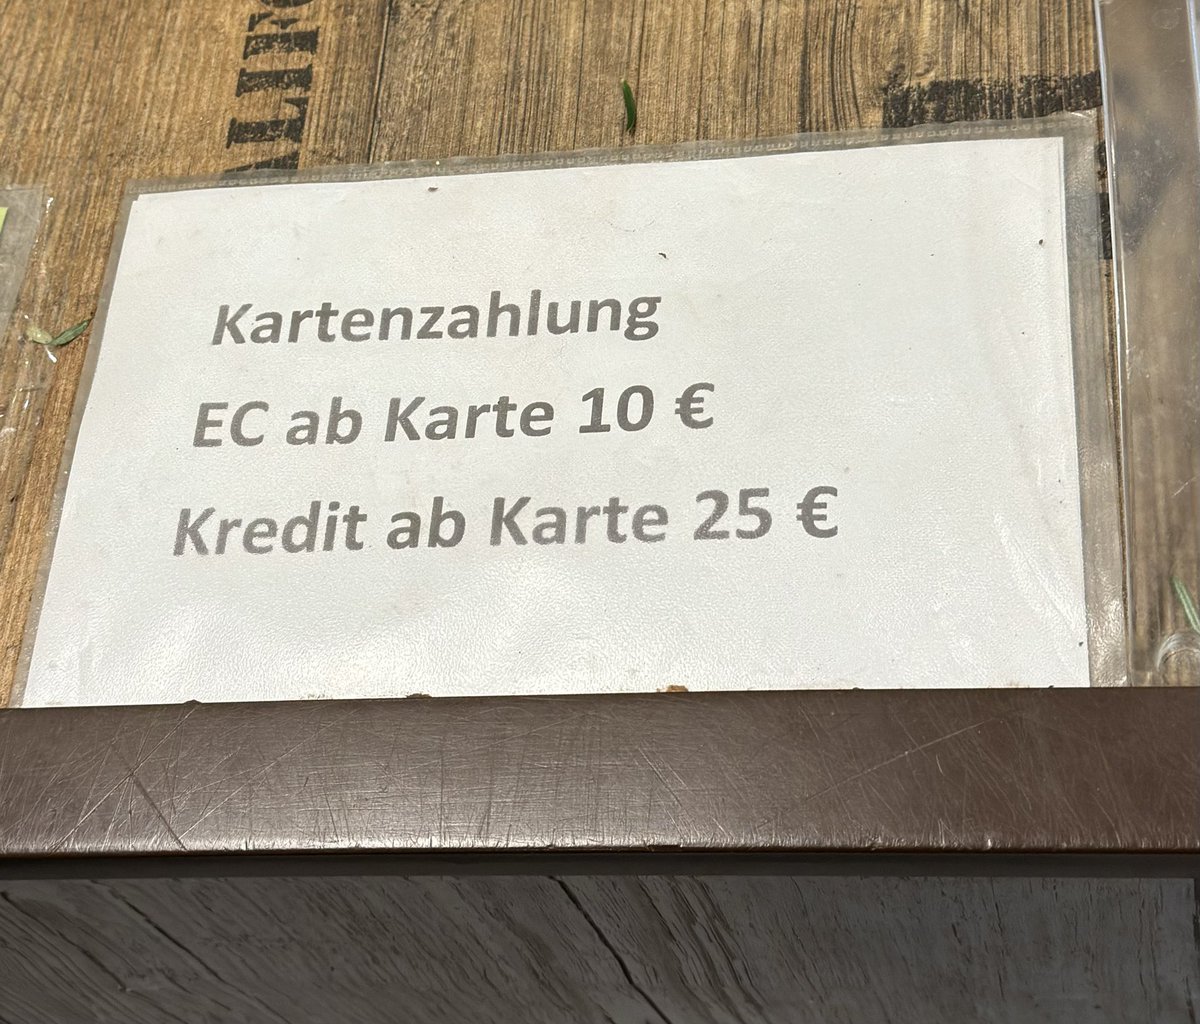 Kartenzahlung
EC ab Karte 10 €
Kredit ab Karte 25 €